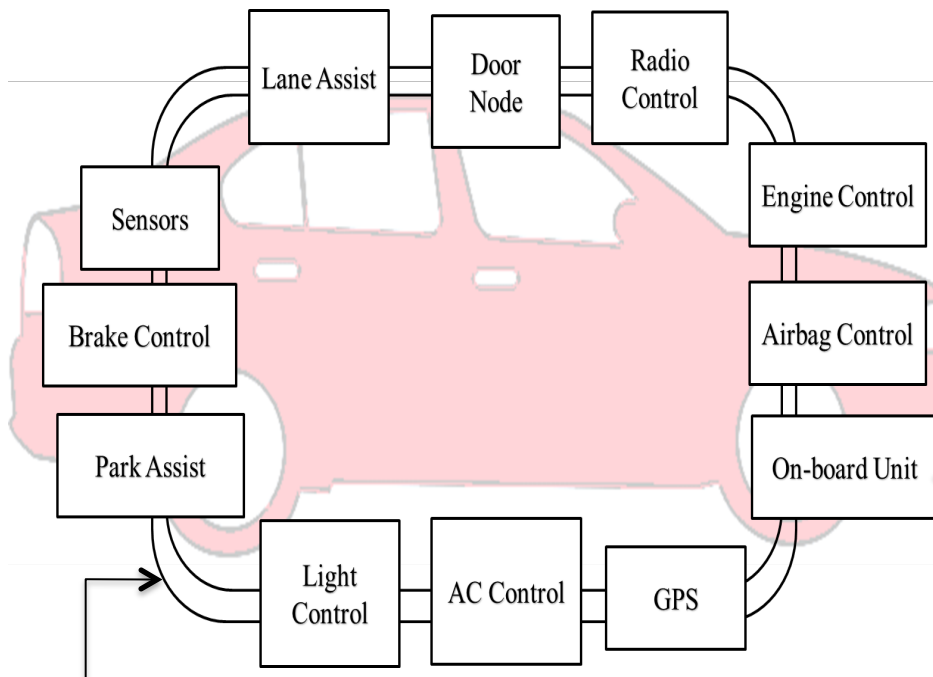 Lane Assist
Door
Node
Radio
Control
Sensors
Engine Control
Brake Control
Airbag Control
Park Assist
On-board Unit
Light
Control
AC Control
GPS